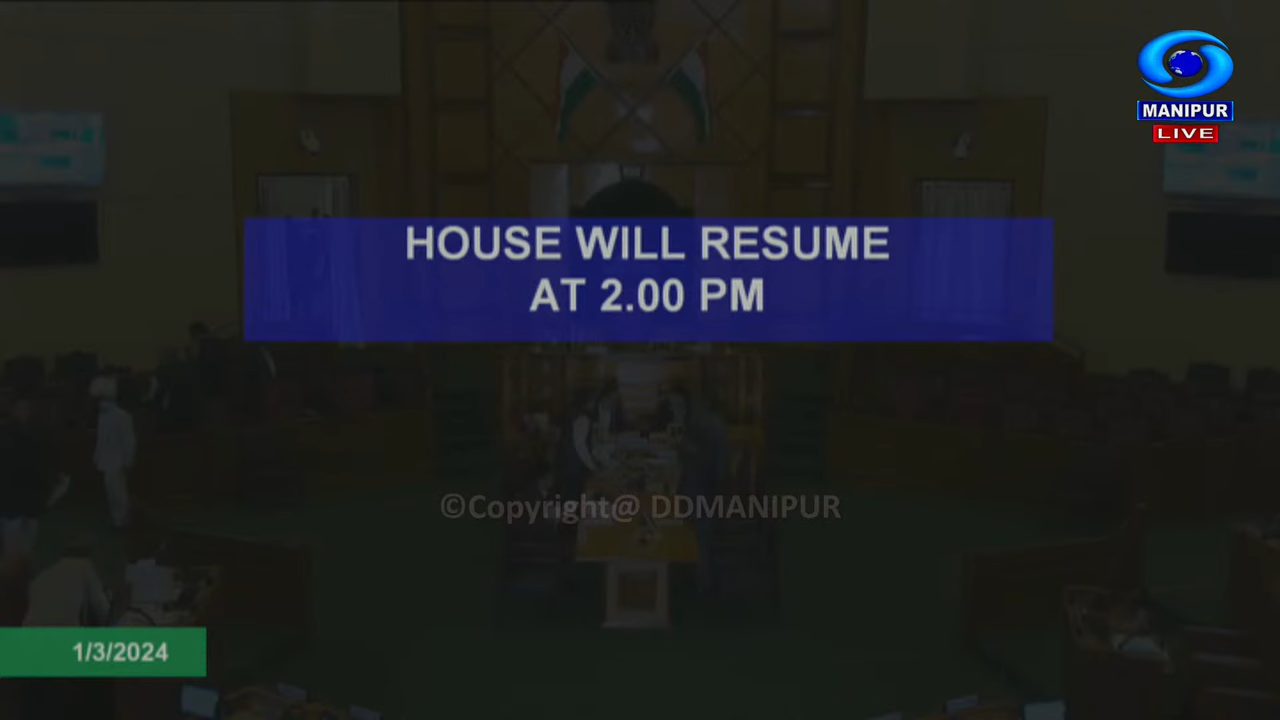 MANIPUR
LIVE
HOUSE WILL RESUME
AT 2.00 PM
©Copyright@ DDMANIPUR
1/3/2024